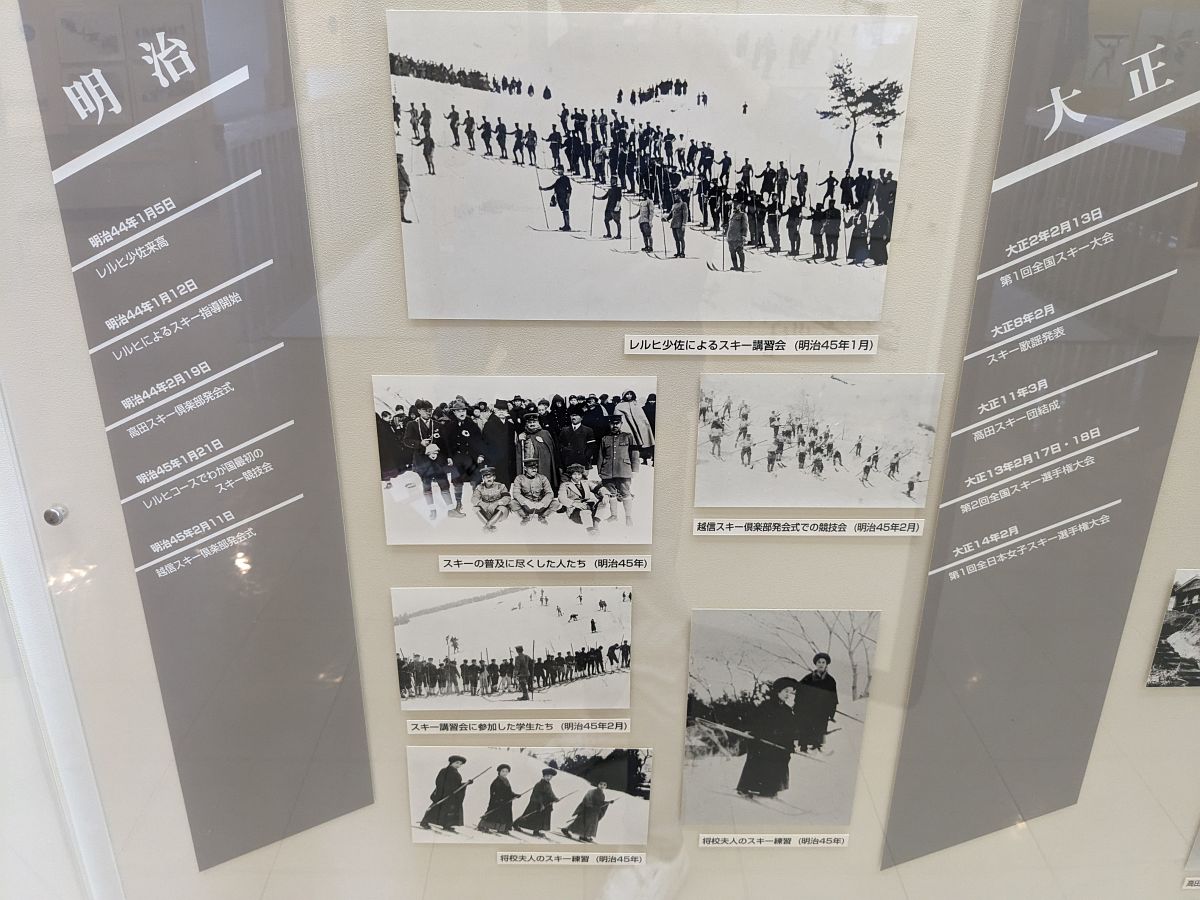 明治
明治44年1月5日
レルヒ少佐来高
明治44年1月12日
レルヒによるスキー指導開始
明治44年2月19日
高田スキー倶楽部発会式
明治45年1月21日
レルヒコースでわが国最初の
スキー競技会
明治45年2月11日
越信スキー倶楽部発会式
レルヒ少佐によるスキー講習会 (明治45年1月)
スキーの普及に尽くした人たち (明治45年)
越信スキー倶楽部発会式での競技会 (明治45年2月)
スキー講習会に参加した学生たち (明治45年2月)
将校夫人のスキー練習 (明治45年)
将校夫人のスキー練習 (明治45年)
大正
大正2年2月13日
第1回全国スキー大会
大正8年2月
スキー歌謡発表
大正11年3月
高田スキー団結成
大正13年2月17日・18日
第2回全国スキー選手権大会
大正14年2月
第1回全日本女子スキー選手権大会
高田